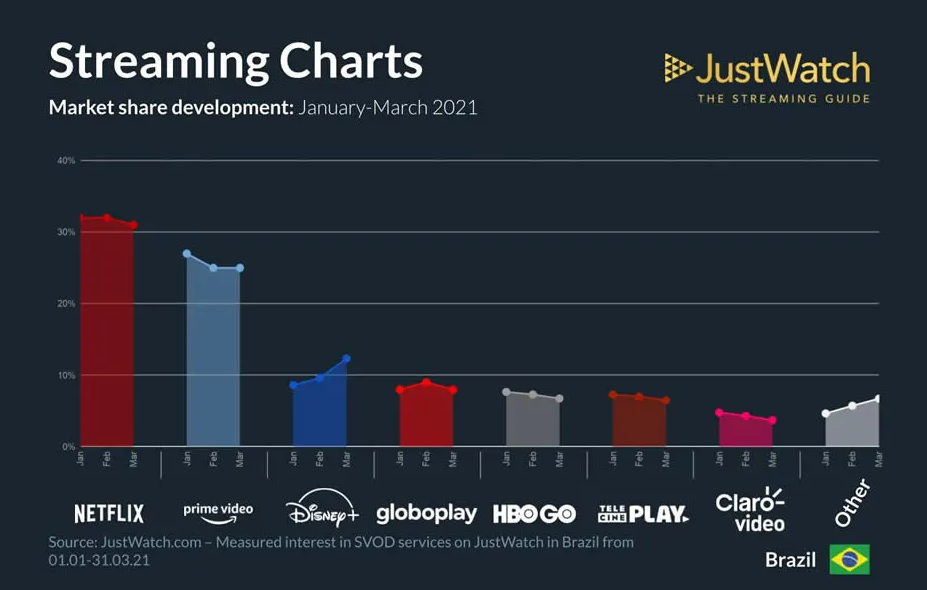 Streaming Charts
JustWatch
THE STREAMING GUIDE
Market share development: January-March 2021
40%
30%
20%
10%
0%
Jan Feb Mar Jan Feb Mar Jan Feb Mar Jan Feb Mar Jan Feb Mar Jan Feb Mar Jan Feb Mar Jan Feb Mar
NETFLIX
prime video
Disney+
globoplay
HBO GO
TELE
CINE PLAY
Claro
video
Other
Source: JustWatch.com – Measured interest in SVOD services on JustWatch in Brazil from
01.01-31.03.21
Brazil